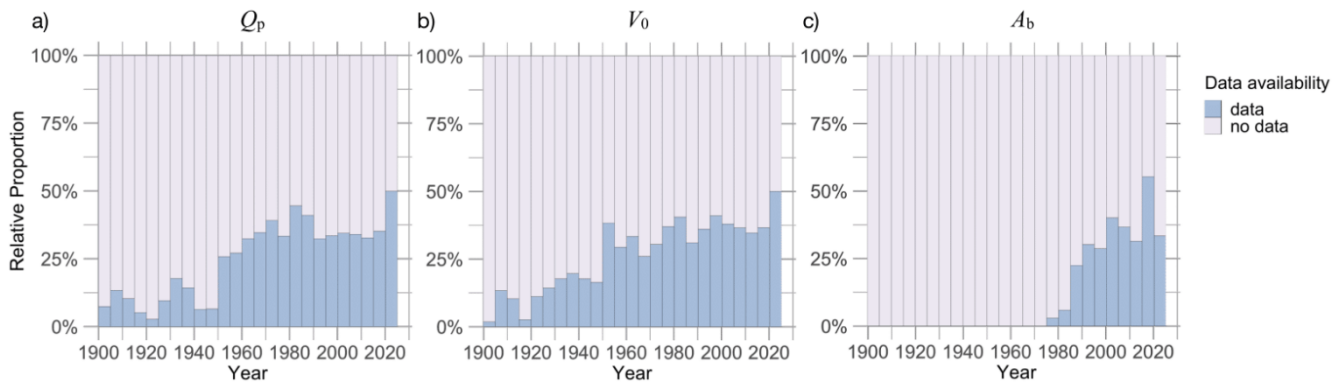 a) Qp b) V0 c) Ab
100% 100% 100%
Data availability
data
75% 75% 75%
no data
Relative Proportion
50% 50% 50%
25% 25% 25%
0% 0% 0%
1900 1920 1940 1960 1980 2000 2020 1900 1920 1940 1960 1980 2000 2020 1900 1920 1940 1960 1980 2000 2020
Year Year Year